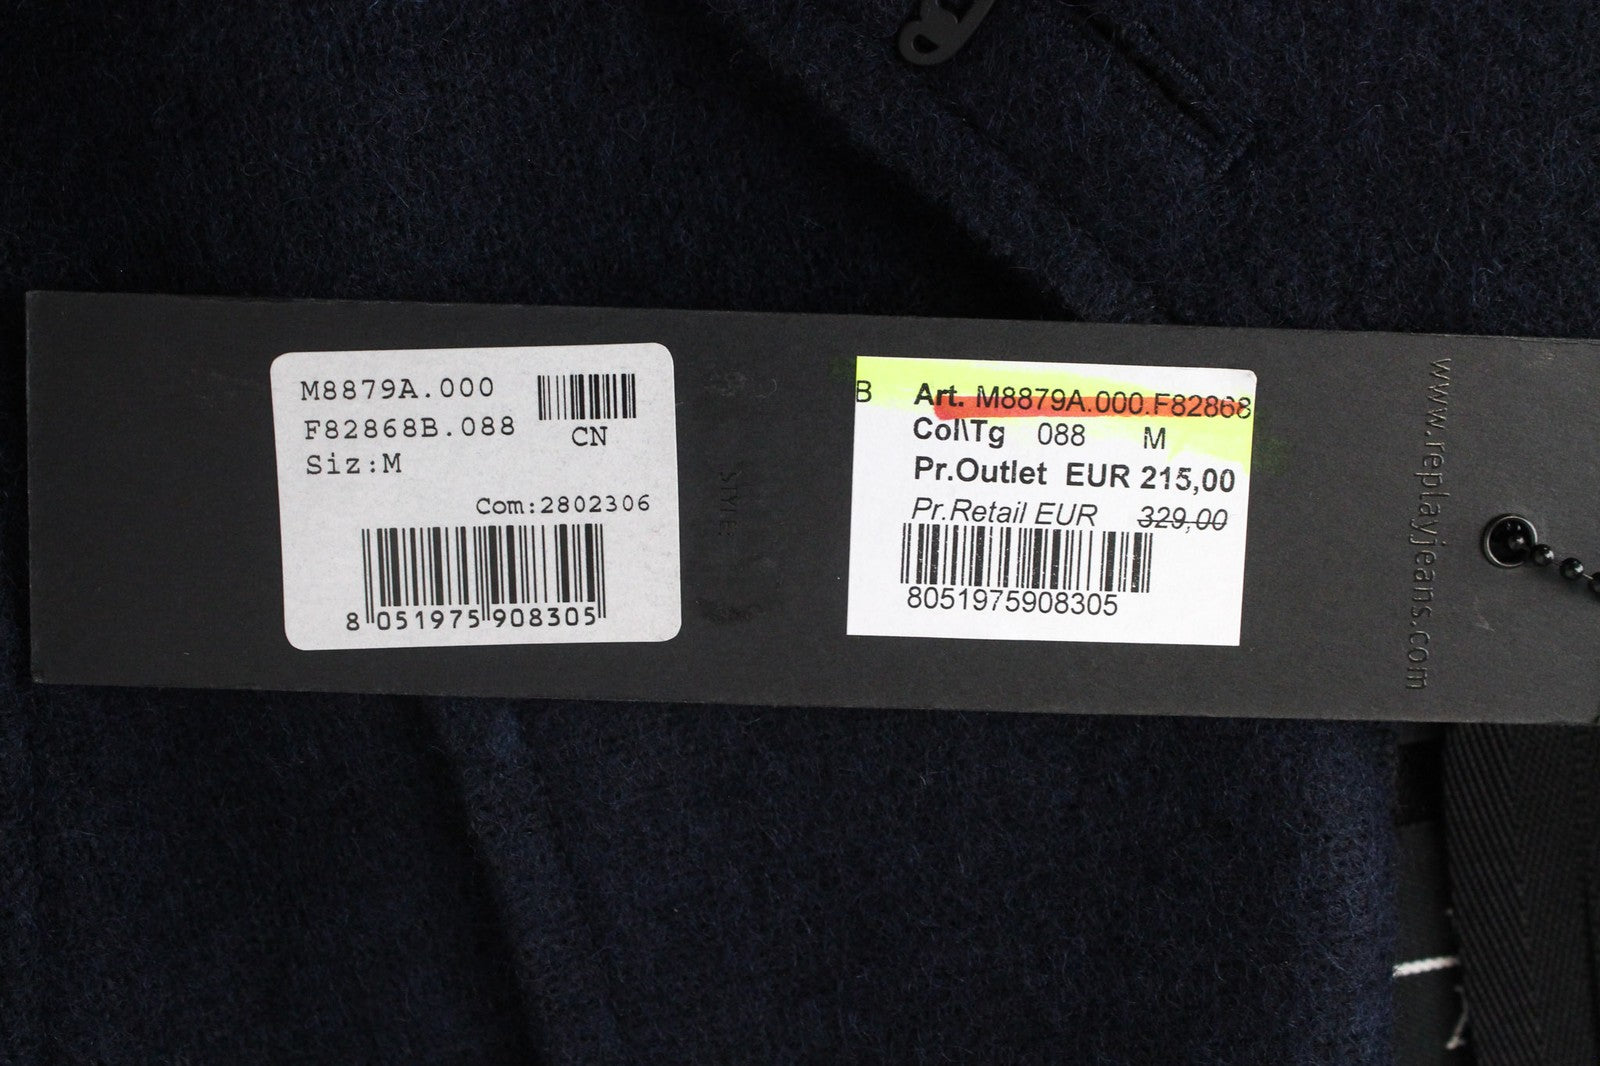 M8879A.000
F82868B.088
CN
Siz:M
Com:2802306
8 051975 908305
STYLE:
B Art. M8879A.000.F82868
Col\Tg 088 M
Pr.Outlet EUR 215,00
Pr.Retail EUR 329,00
8051975908305
www.replayjeans.com